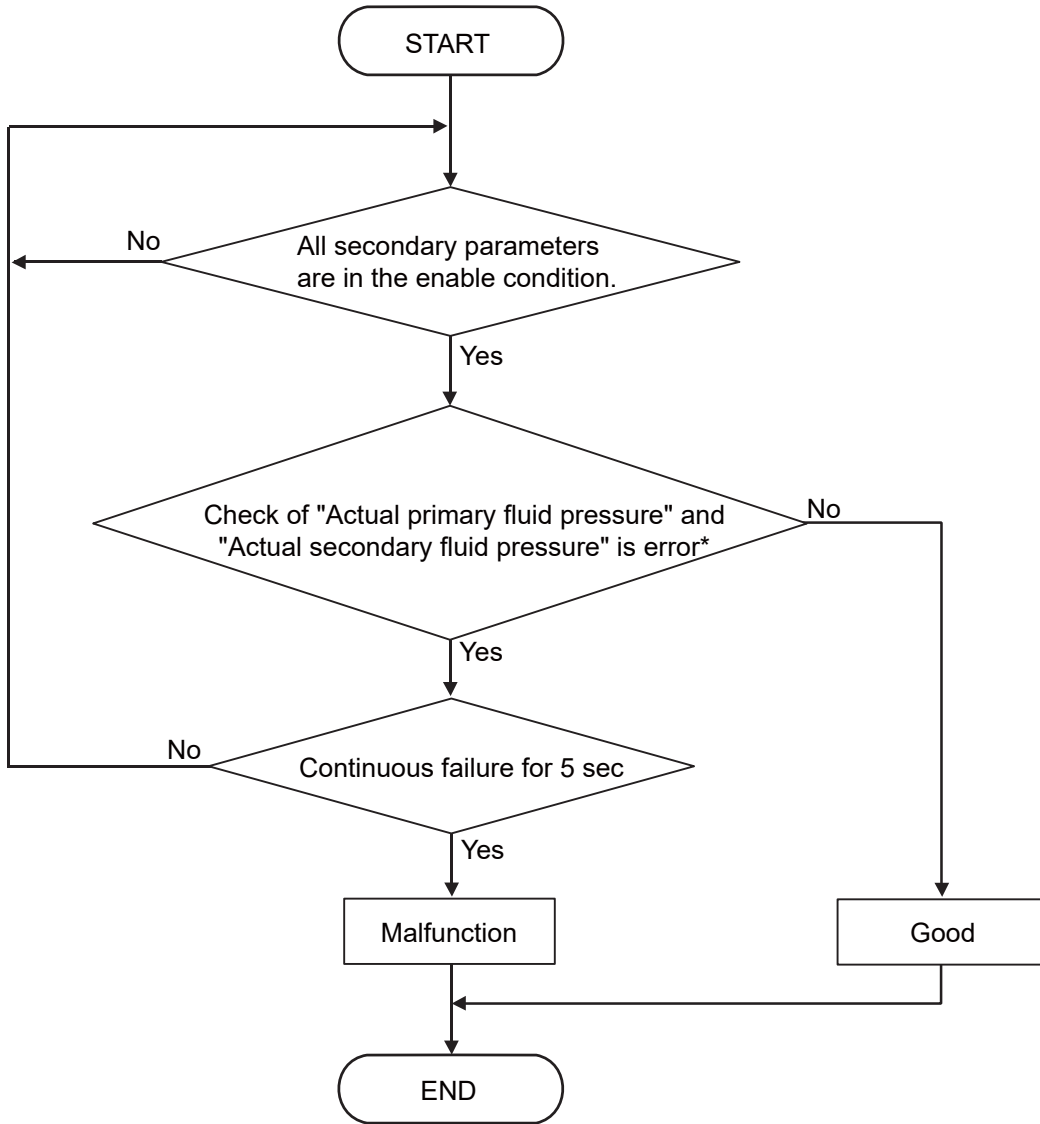 START
No
All secondary parameters
are in the enable condition.
Yes
No
Check of "Actual primary fluid pressure" and
"Actual secondary fluid pressure" is error*
Yes
No
Continuous failure for 5 sec
Yes
Malfunction
Good
END